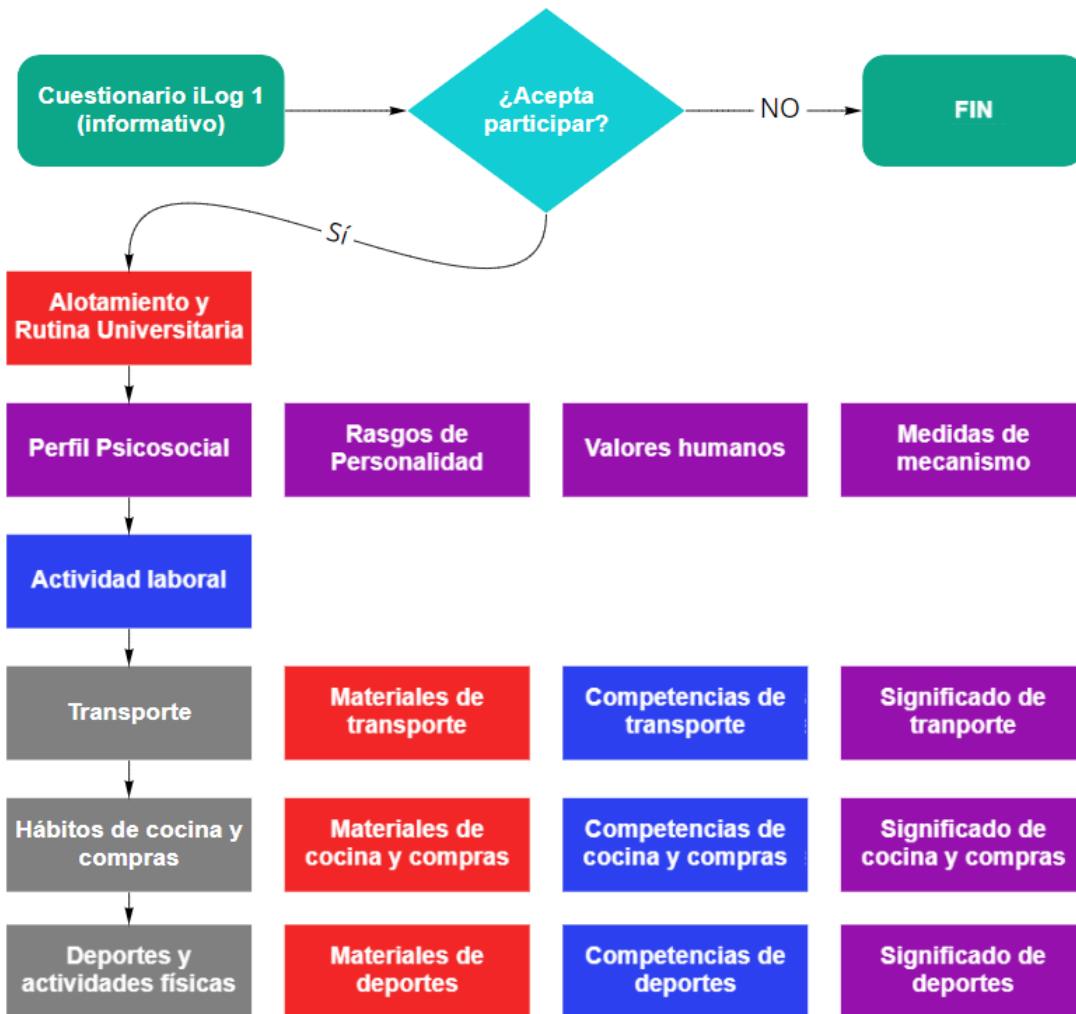 Cuestionario iLog 1
(informativo)
¿Acepta
participar?
NO
FIN
Sí
Alotamiento y
Rutina Universitaria
Perfil Psicosocial
Rasgos de
Personalidad
Valores humanos
Medidas de
mecanismo
Actividad laboral
Transporte
Materiales de
transporte
Competencias de
transporte
Significado de
tranporte
Hábitos de cocina y
compras
Materiales de
cocina y compras
Competencias de
cocina y compras
Significado de
cocina y compras
Deportes y
actividades físicas
Materiales de
deportes
Competencias de
deportes
Significado de
deportes